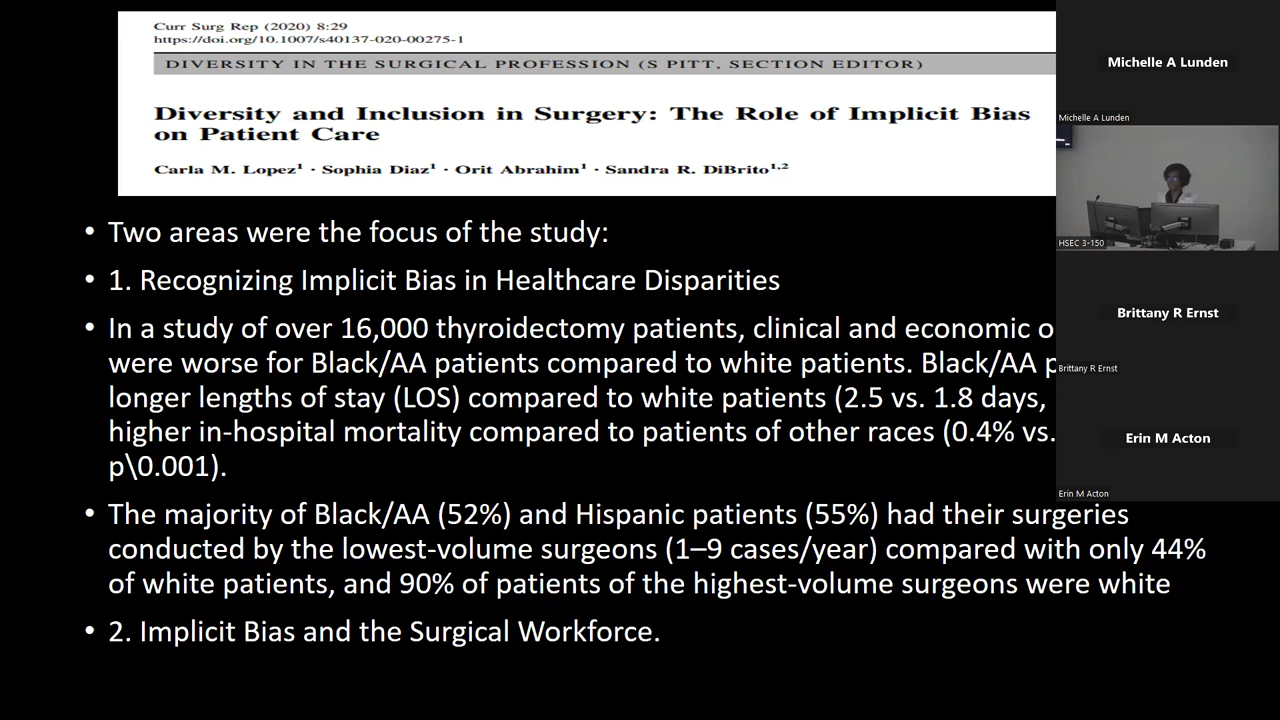 Curr Surg Rep (2020) 8:29
https://doi.org/10.1007/s40137-020-00275-1
DIVERSITY IN THE SURGICAL PROFESSION (S PITT, SECTION EDITOR)
Diversity and Inclusion in Surgery: The Role of Implicit Bias
on Patient Care
Carla M. Lopez¹ · Sophia Diaz¹ · Orit Abrahim¹ · Sandra R. DiBrito¹,²
• Two areas were the focus of the study:
• 1. Recognizing Implicit Bias in Healthcare Disparities
• In a study of over 16,000 thyroidectomy patients, clinical and economic
were worse for Black/AA patients compared to white patients. Black/AA
longer lengths of stay (LOS) compared to white patients (2.5 vs. 1.8 days,
higher in-hospital mortality compared to patients of other races (0.4% vs.
p\0.001).
• The majority of Black/AA (52%) and Hispanic patients (55%) had their surgeries
conducted by the lowest-volume surgeons (1–9 cases/year) compared with only 44%
of white patients, and 90% of patients of the highest-volume surgeons were white
• 2. Implicit Bias and the Surgical Workforce.
Michelle A Lunden
Michelle A Lunden
HSEC 3-150
Brittany R Ernst
Brittany R Ernst
Erin M Acton
Erin M Acton